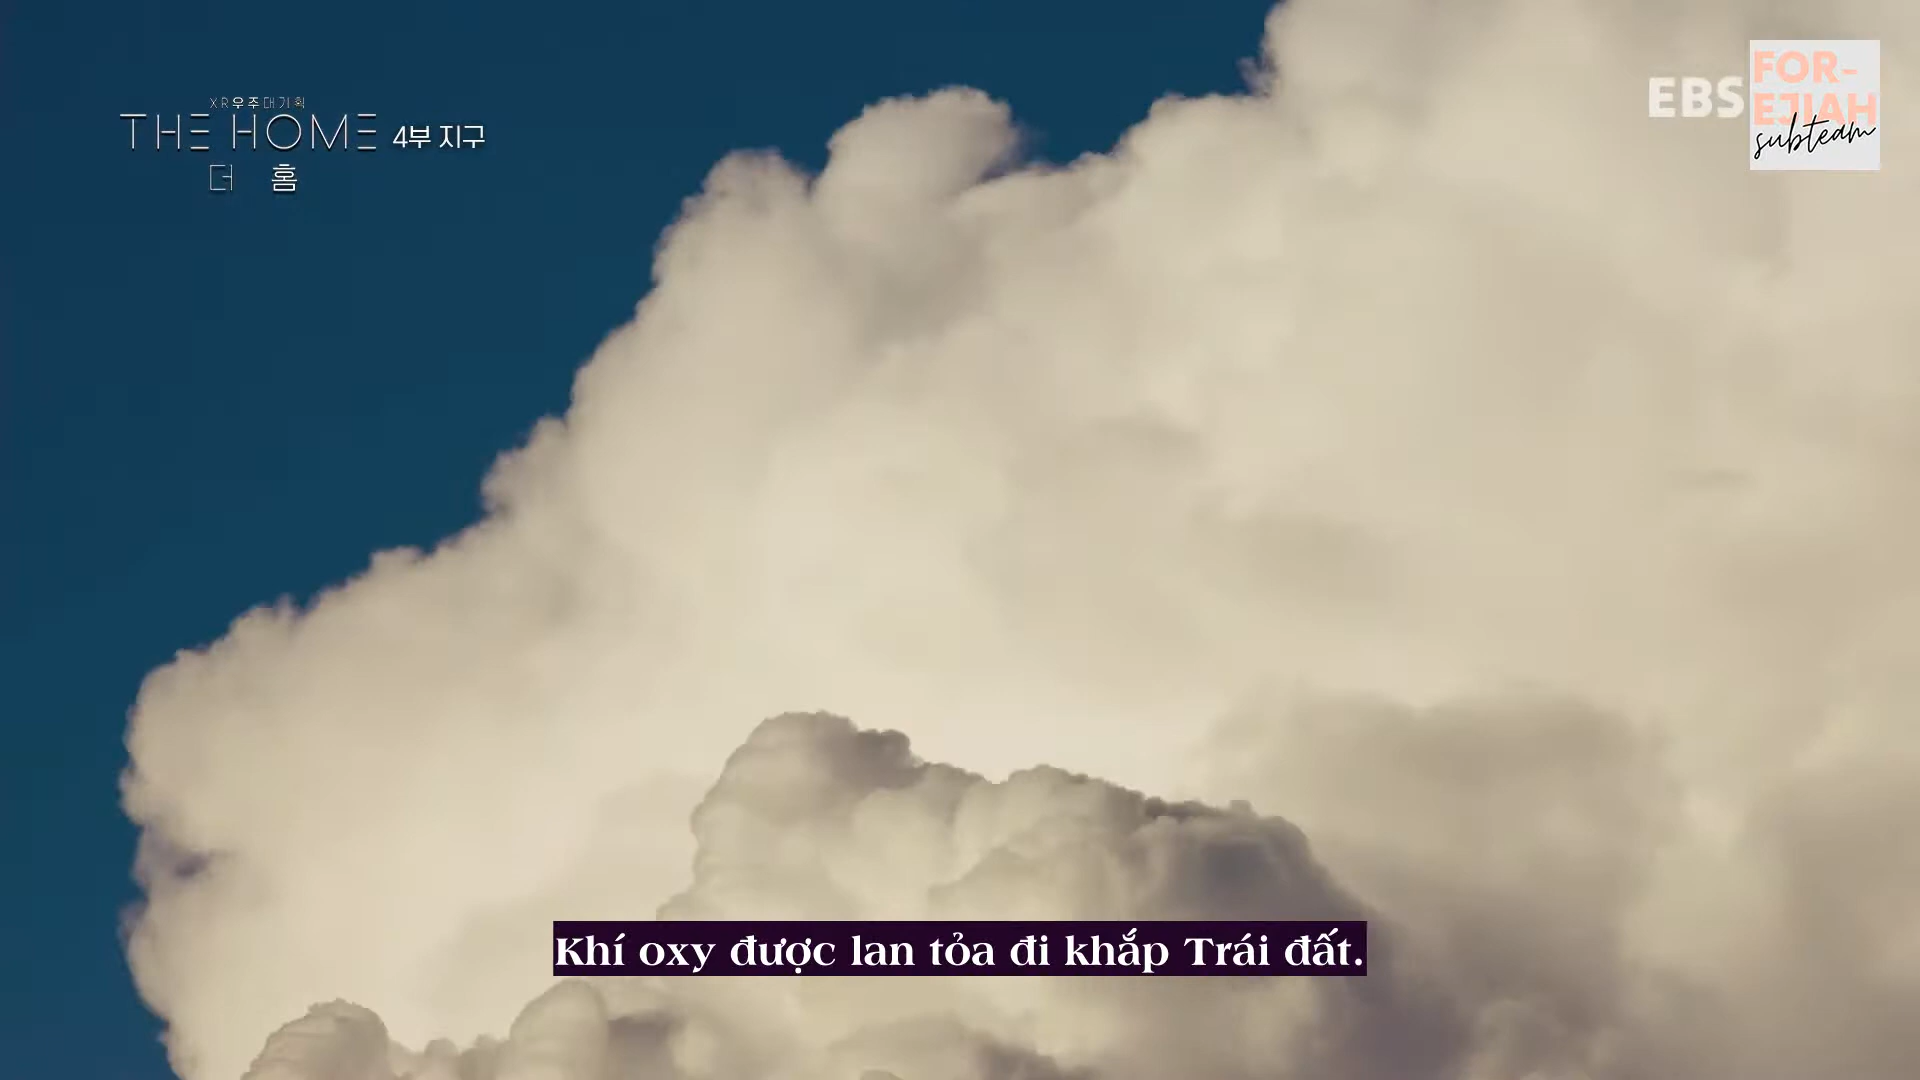 XR우주대기획
THE HOME 4부 지구
더 홈
EBS
FOR-
EJIAH
subteam
Khí oxy được lan tỏa đi khắp Trái đất.